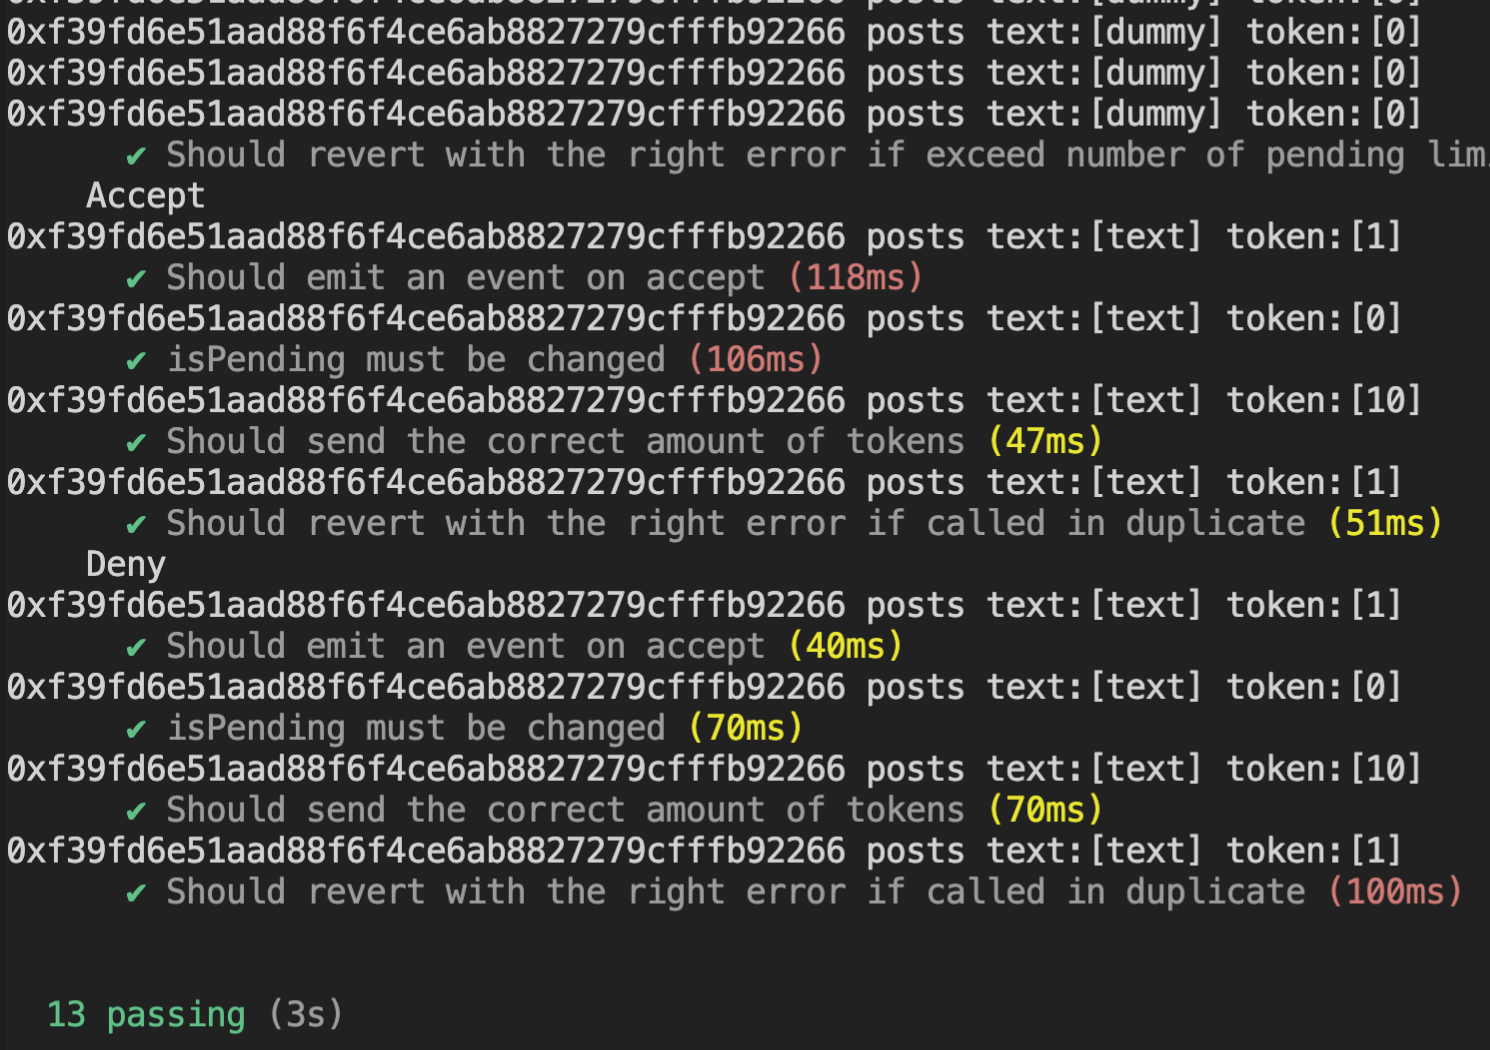 0xf39fd6e51aad88f6f4ce6ab8827279cfffb92266 posts text:[dummy] token:[0]
0xf39fd6e51aad88f6f4ce6ab8827279cfffb92266 posts text:[dummy] token:[0]
0xf39fd6e51aad88f6f4ce6ab8827279cfffb92266 posts text:[dummy] token:[0]
0xf39fd6e51aad88f6f4ce6ab8827279cfffb92266 posts text:[dummy] token:[0]
✔ Should revert with the right error if exceed number of pending lim
Accept
0xf39fd6e51aad88f6f4ce6ab8827279cfffb92266 posts text:[text] token:[1]
✔ Should emit an event on accept (118ms)
0xf39fd6e51aad88f6f4ce6ab8827279cfffb92266 posts text:[text] token:[0]
✔ isPending must be changed (106ms)
0xf39fd6e51aad88f6f4ce6ab8827279cfffb92266 posts text:[text] token:[10]
✔ Should send the correct amount of tokens (47ms)
0xf39fd6e51aad88f6f4ce6ab8827279cfffb92266 posts text:[text] token:[1]
✔ Should revert with the right error if called in duplicate (51ms)
Deny
0xf39fd6e51aad88f6f4ce6ab8827279cfffb92266 posts text:[text] token:[1]
✔ Should emit an event on accept (40ms)
0xf39fd6e51aad88f6f4ce6ab8827279cfffb92266 posts text:[text] token:[0]
✔ isPending must be changed (70ms)
0xf39fd6e51aad88f6f4ce6ab8827279cfffb92266 posts text:[text] token:[10]
✔ Should send the correct amount of tokens (70ms)
0xf39fd6e51aad88f6f4ce6ab8827279cfffb92266 posts text:[text] token:[1]
✔ Should revert with the right error if called in duplicate (100ms)
13 passing (3s)